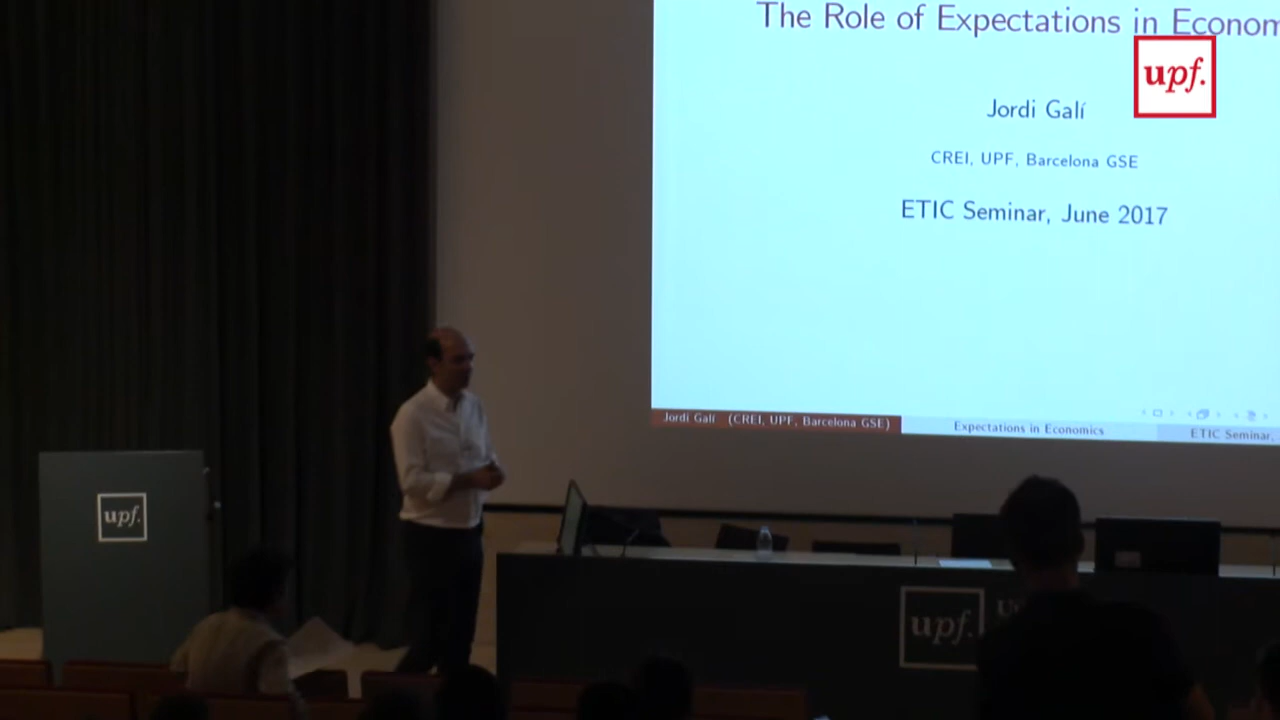 The Role of Expectations in Econom
upf.
Jordi Galí
CREI, UPF, Barcelona GSE
ETIC Seminar, June 2017
Jordi Galí (CREI, UPF, Barcelona GSE)
Expectations in Economics
ETIC Seminar,
upf.
upf.